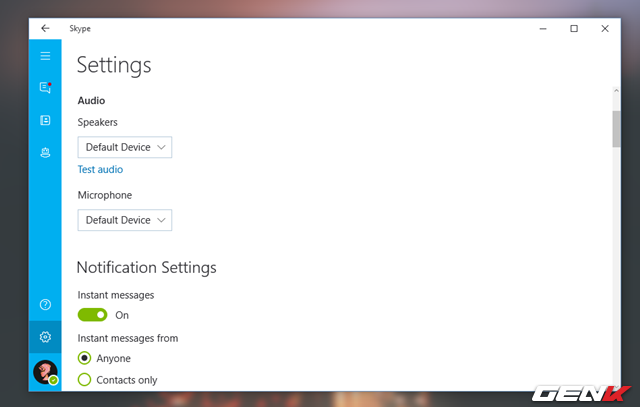 Skype
Settings
Audio
Speakers
Default Device
Test audio
Microphone
Default Device
Notification Settings
Instant messages
On
Instant messages from
Anyone
Contacts only
GENK